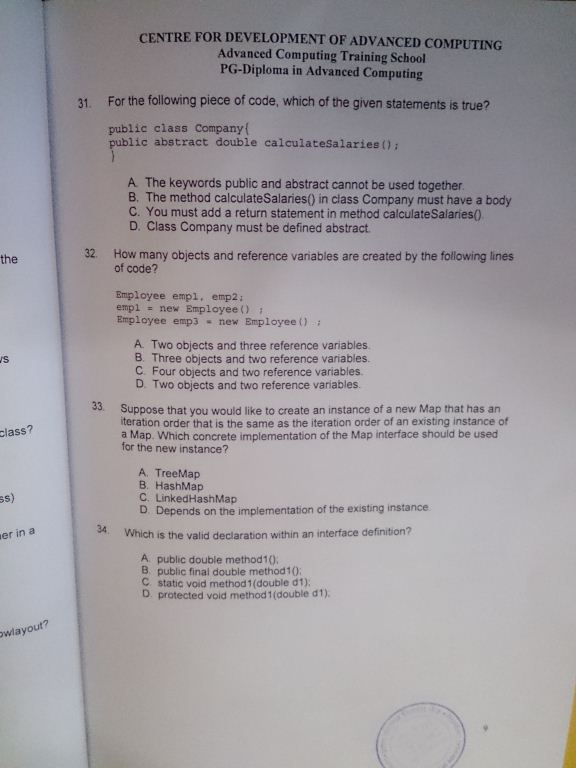 CENTRE FOR DEVELOPMENT OF ADVANCED COMPUTING
Advanced Computing Training School
PG-Diploma in Advanced Computing
31. For the following piece of code, which of the given statements is true?
public class Company{
public abstract double calculateSalaries();
}
A. The keywords public and abstract cannot be used together.
B. The method calculateSalaries() in class Company must have a body
C. You must add a return statement in method calculateSalaries().
D. Class Company must be defined abstract.
32. How many objects and reference variables are created by the following lines
of code?
Employee emp1, emp2;
emp1 = new Employee() ;
Employee emp3 = new Employee() ;
A. Two objects and three reference variables.
B. Three objects and two reference variables.
C. Four objects and two reference variables.
D. Two objects and two reference variables.
33. Suppose that you would like to create an instance of a new Map that has an
iteration order that is the same as the iteration order of an existing instance of
a Map. Which concrete implementation of the Map interface should be used
for the new instance?
A. TreeMap
B. HashMap
C. LinkedHashMap
D. Depends on the implementation of the existing instance.
34. Which is the valid declaration within an interface definition?
A. public double method1();
B. public final double method1();
C. static void method1(double d1);
D. protected void method1(double d1);
the
class?
er in a
owlayout?